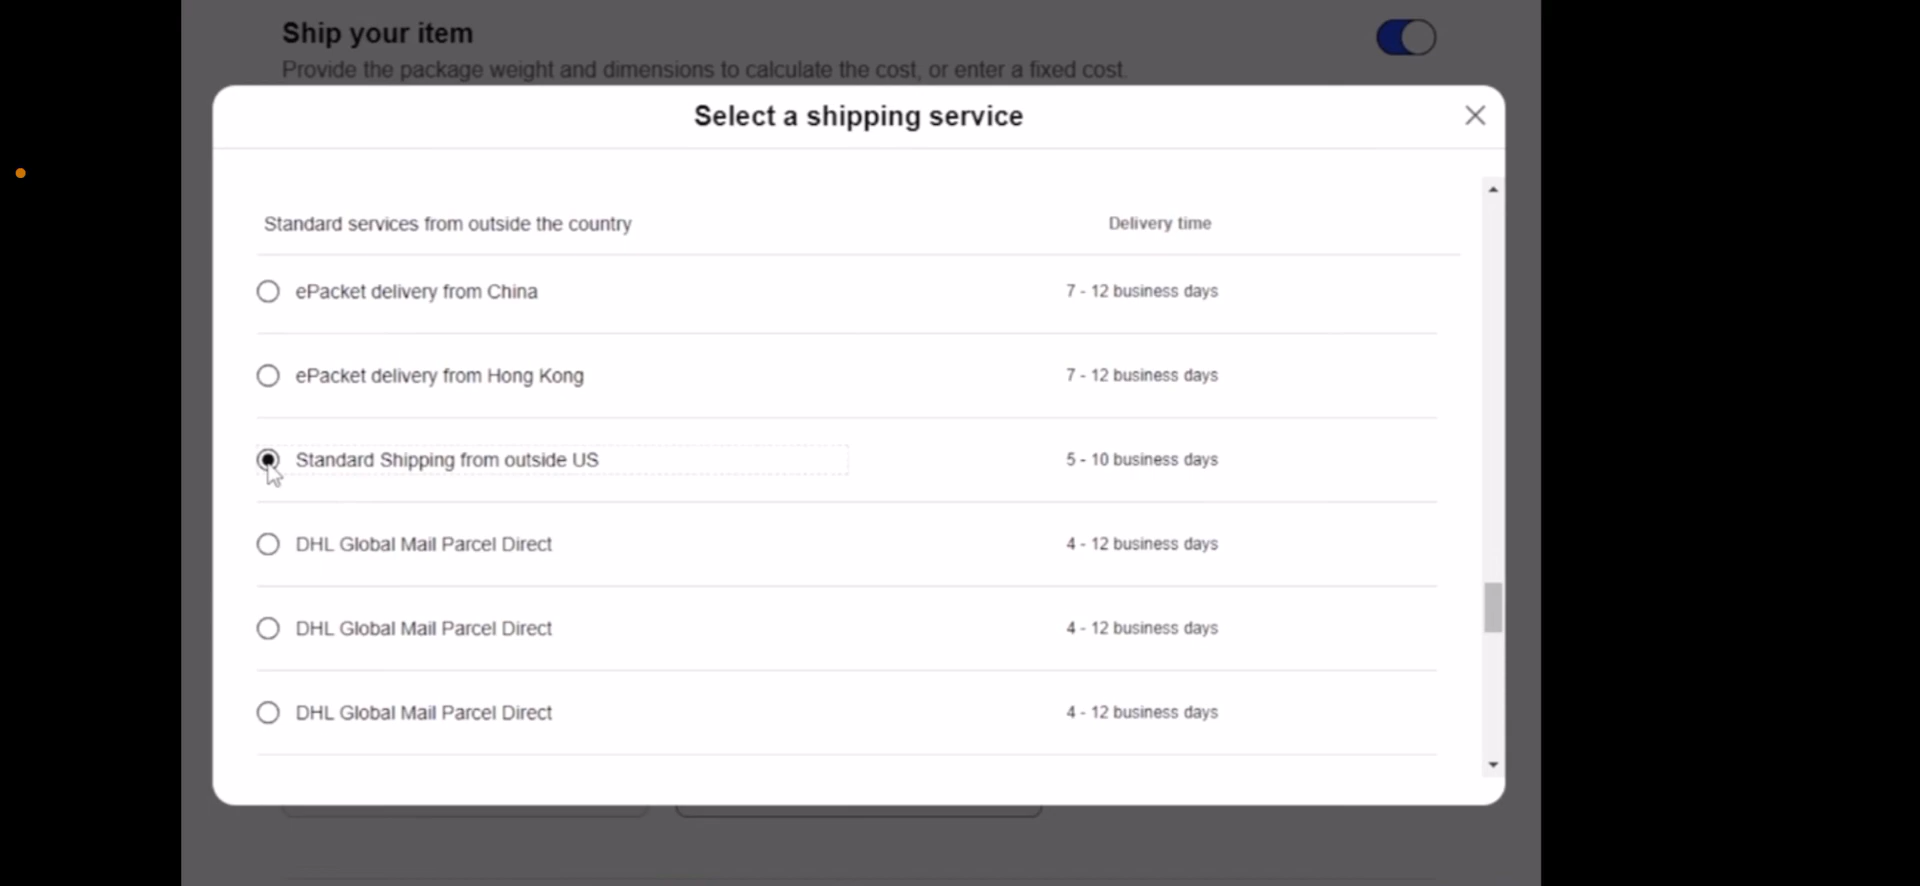 Ship your item
Provide the package weight and dimensions to calculate the cost, or enter a fixed cost.
Select a shipping service
Standard services from outside the country Delivery time
ePacket delivery from China 7 - 12 business days
ePacket delivery from Hong Kong 7 - 12 business days
Standard Shipping from outside US 5 - 10 business days
DHL Global Mail Parcel Direct 4 - 12 business days
DHL Global Mail Parcel Direct 4 - 12 business days
DHL Global Mail Parcel Direct 4 - 12 business days